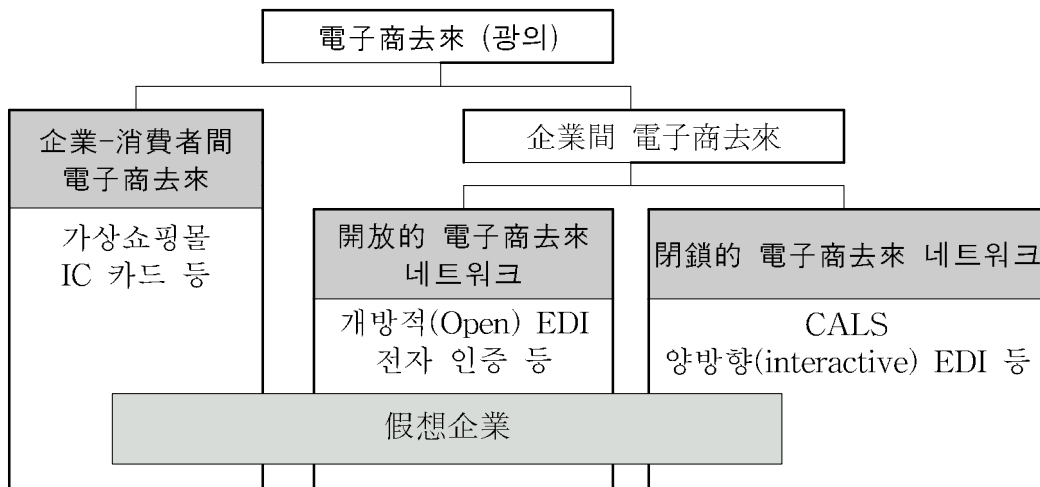 電子商去來 (광의)
企業-消費者間
電子商去來
企業間 電子商去來
가상쇼핑몰
IC 카드 등
開放的 電子商去來
네트워크
閉鎖的 電子商去來 네트워크
개방적(Open) EDI
전자 인증 등
CALS
양방향(interactive) EDI 등
假想企業